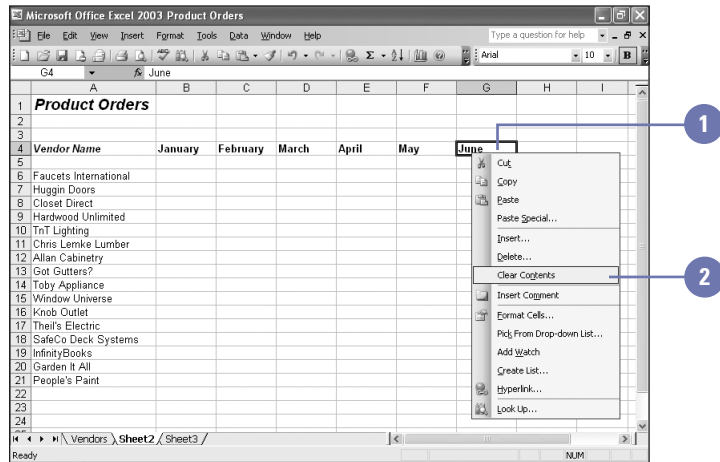 Microsoft Office Excel 2003 Product Orders
File Edit View Insert Format Tools Data Window Help Type a question for help
Arial 10 B
G4 fx June
A B C D E F G H I
1 Product Orders
2
3
4 Vendor Name January February March April May June
5
6 Faucets International
7 Huggin Doors
8 Closet Direct
9 Hardwood Unlimited
10 TnT Lighting
11 Chris Lemke Lumber
12 Allan Cabinetry
13 Got Gutters?
14 Toby Appliance
15 Window Universe
16 Knob Outlet
17 Theil's Electric
18 SafeCo Deck Systems
19 InfinityBooks
20 Garden It All
21 People's Paint
22
23
24
Cut
Copy
Paste
Paste Special...
Insert...
Delete...
Clear Contents
Insert Comment
Format Cells...
Pick From Drop-down List...
Add Watch
Create List...
Hyperlink...
Look Up...
1
2
Vendors Sheet2 Sheet3
Ready NUM